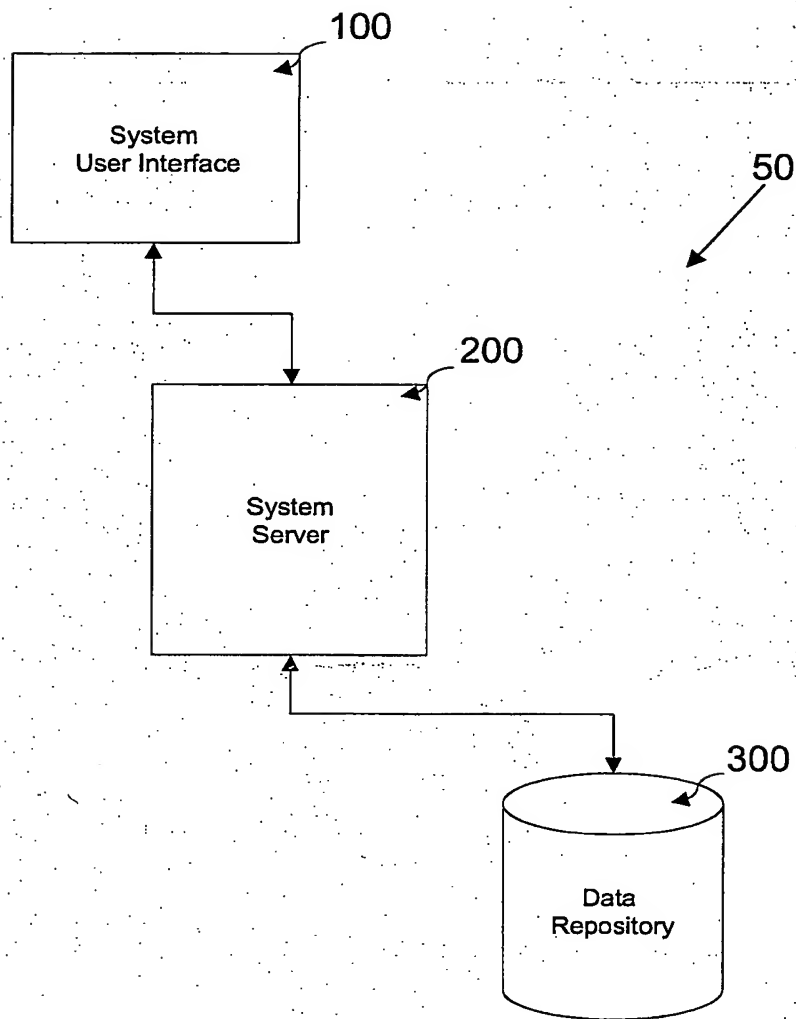 100
System
User Interface
50
200
System
Server
300
Data
Repository